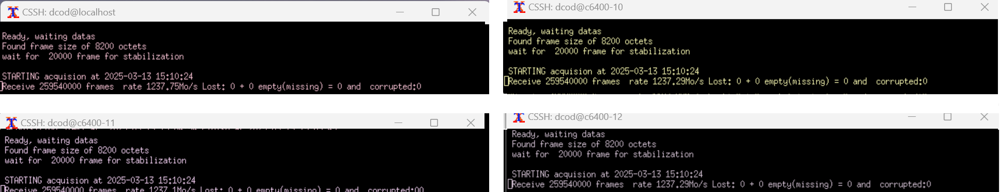 CSSH: dcod@localhost
Ready, waiting datas
Found frame size of 8200 octets
wait for  20000 frame for stabilization
STARTING acquision at 2025-03-13 15:10:24
Receive 259540000 frames  rate 1237.75Mo/s Lost: 0 + 0 empty(missing) = 0 and  corrupted:0
CSSH: dcod@c6400-10
Ready, waiting datas
Found frame size of 8200 octets
wait for  20000 frame for stabilization
STARTING acquision at 2025-03-13 15:10:24
Receive 259540000 frames  rate 1237.29Mo/s Lost: 0 + 0 empty(missing) = 0 and  corrupted:0
CSSH: dcod@c6400-11
Ready, waiting datas
Found frame size of 8200 octets
wait for  20000 frame for stabilization
STARTING acquision at 2025-03-13 15:10:24
Receive 259540000 frames  rate 1237.1Mo/s Lost: 0 + 0 empty(missing) = 0 and  corrupted:00
CSSH: dcod@c6400-12
Ready, waiting datas
Found frame size of 8200 octets
wait for  20000 frame for stabilization
STARTING acquision at 2025-03-13 15:10:24
Receive 259540000 frames  rate 1237.29Mo/s Lost: 0 + 0 empty(missing) = 0 and  corrupted:0